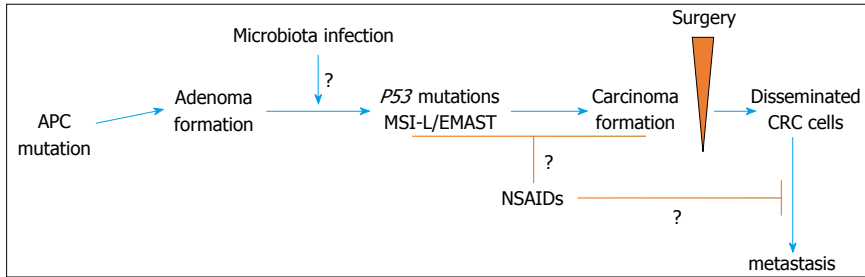 Surgery
Microbiota infection
?
APC
mutation
Adenoma
formation
P53 mutations
MSI-L/EMAST
Carcinoma
formation
Disseminated
CRC cells
?
NSAIDs
?
metastasis